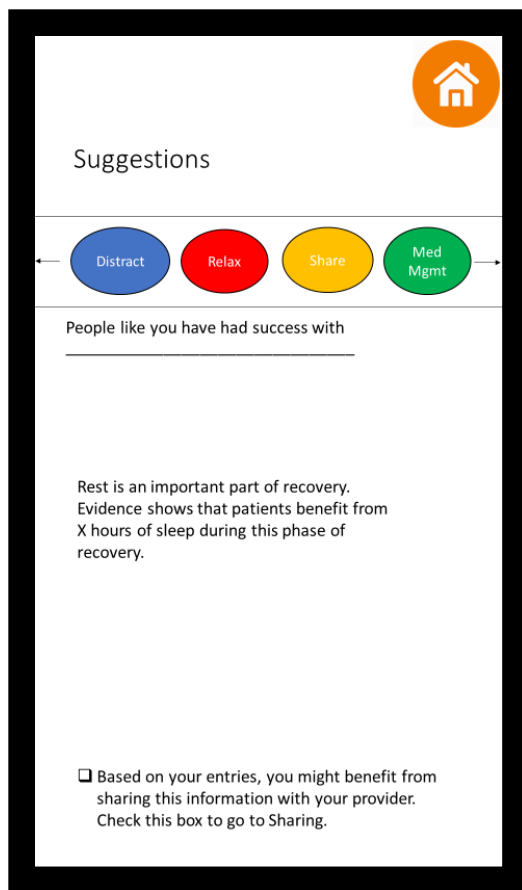 Suggestions
Distract
Relax
Share
Med
Mgmt
People like you have had success with
__________________________________
Rest is an important part of recovery.
Evidence shows that patients benefit from
X hours of sleep during this phase of
recovery.
❑ Based on your entries, you might benefit from
sharing this information with your provider.
Check this box to go to Sharing.